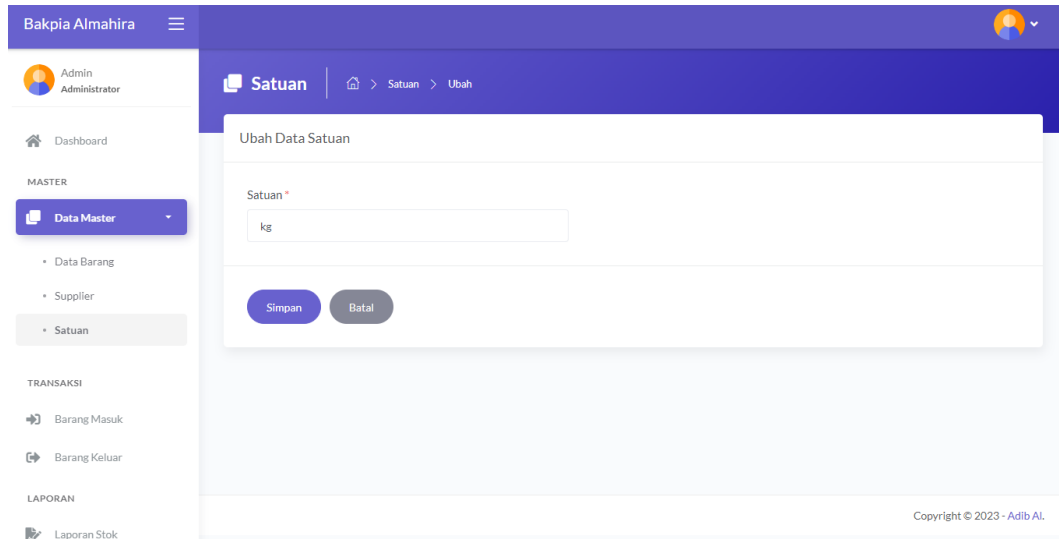 Bakpia Almahira
Admin
Administrator
Satuan
> Satuan > Ubah
Dashboard
Ubah Data Satuan
MASTER
Satuan *
Data Master
kg
• Data Barang
• Supplier
Simpan
Batal
• Satuan
TRANSAKSI
Barang Masuk
Barang Keluar
LAPORAN
Laporan Stok
Copyright © 2023 - Adib Al.